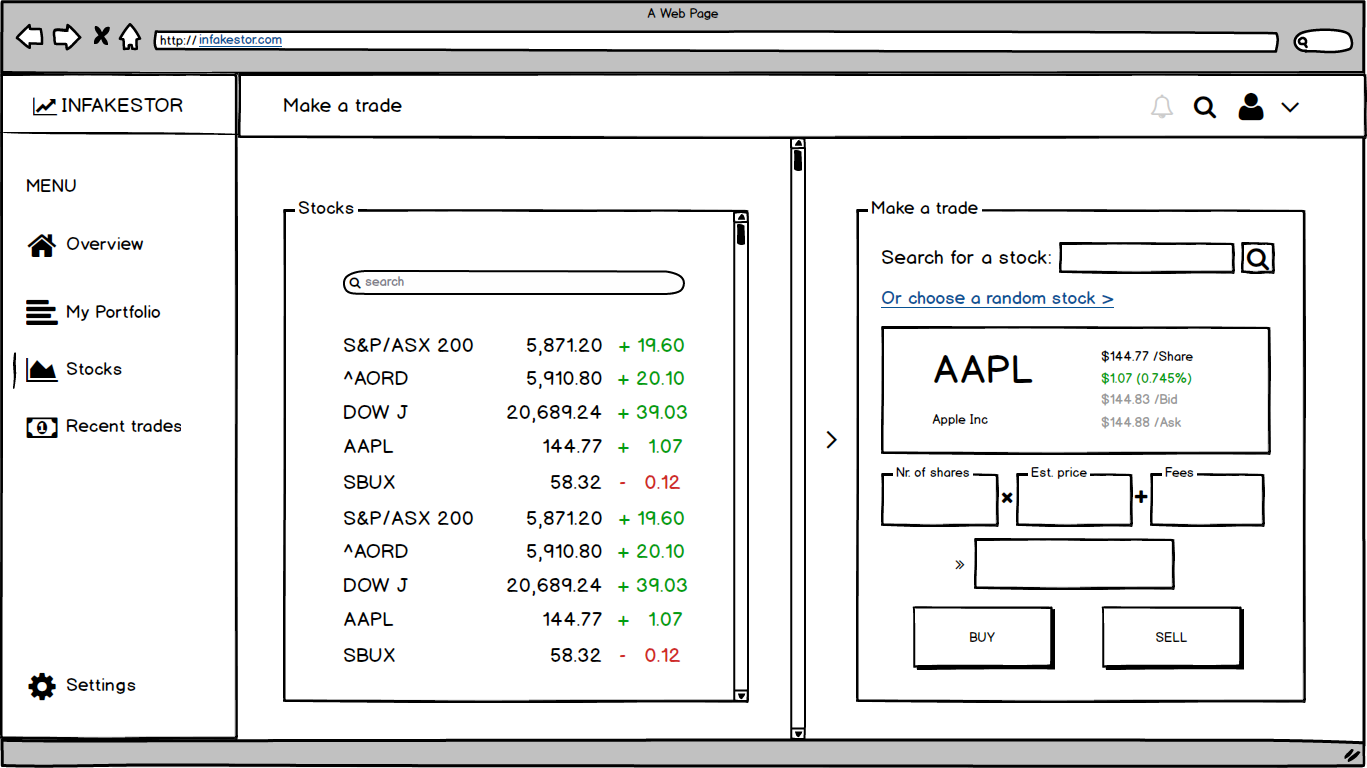 A Web Page
http:// infakestor.com
INFAKESTOR
Make a trade
MENU
Overview
My Portfolio
Stocks
Recent trades
Settings
Stocks
search
S&P/ASX 200 5,871.20 + 19.60
^AORD 5,910.80 + 20.10
DOW J 20,689.24 + 39.03
AAPL 144.77 + 1.07
SBUX 58.32 - 0.12
S&P/ASX 200 5,871.20 + 19.60
^AORD 5,910.80 + 20.10
DOW J 20,689.24 + 39.03
AAPL 144.77 + 1.07
SBUX 58.32 - 0.12
Make a trade
Search for a stock:
Or choose a random stock >
AAPL
Apple Inc
$144.77 /Share
$1.07 (0.745%)
$144.83 /Bid
$144.88 /Ask
Nr. of shares × Est. price + Fees
»
BUY SELL